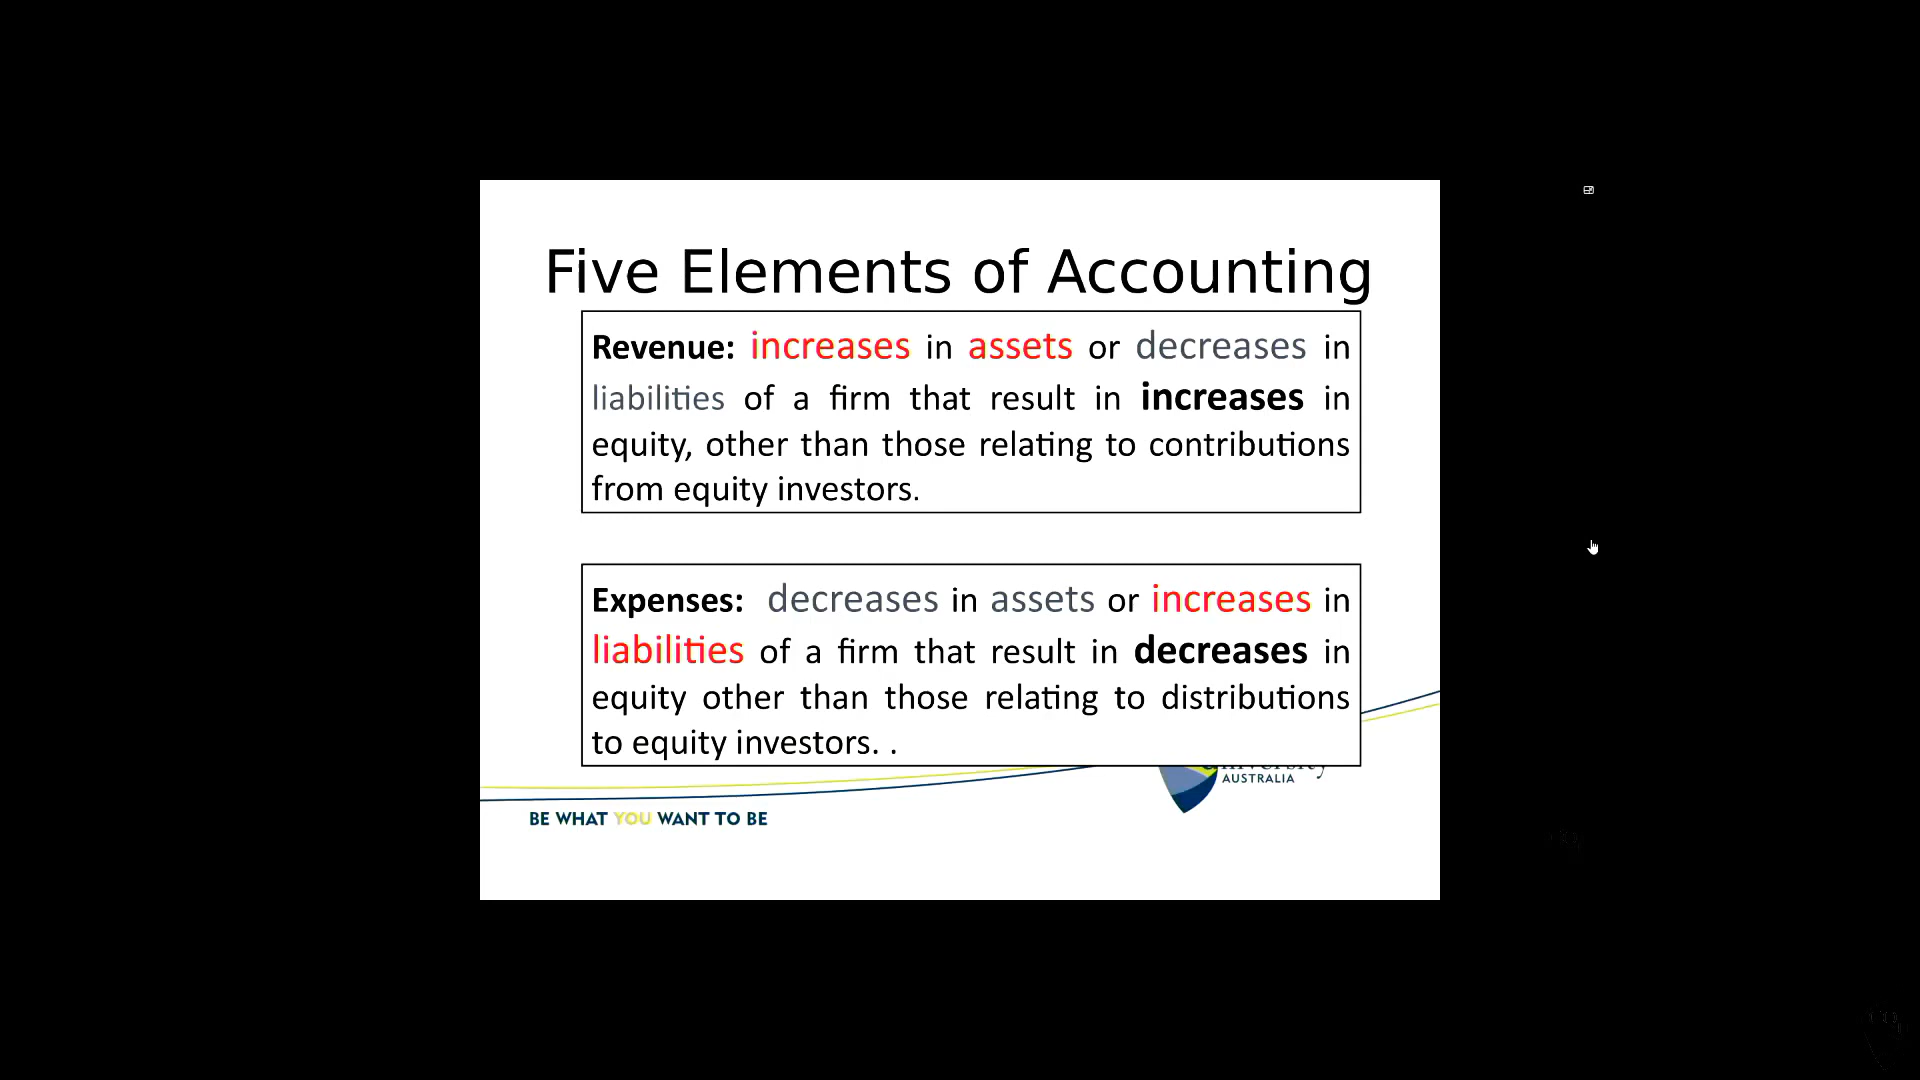 Five Elements of Accounting
Revenue: increases in assets or decreases in
liabilities of a firm that result in increases in
equity, other than those relating to contributions
from equity investors.
Expenses: decreases in assets or increases in
liabilities of a firm that result in decreases in
equity other than those relating to distributions
to equity investors. .
AUSTRALIA
BE WHAT YOU WANT TO BE